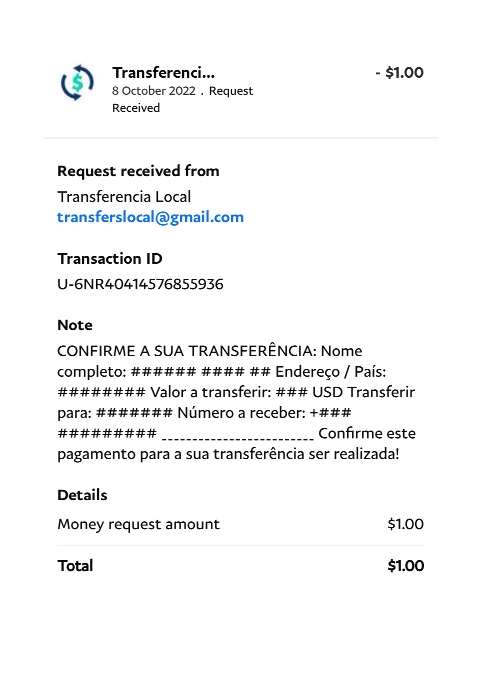 Transferenci...
- $1.00
8 October 2022 . Request
Received
Request received from
Transferencia Local
transferslocal@gmail.com
Transaction ID
U-6NR40414576855936
Note
CONFIRME A SUA TRANSFERÊNCIA: Nome
completo: ###### #### ## Endereço / País:
######## Valor a transferir: ### USD Transferir
para: ####### Número a receber: +###
######### _________________________ Confirme este
pagamento para a sua transferência ser realizada!
Details
Money request amount $1.00
Total $1.00